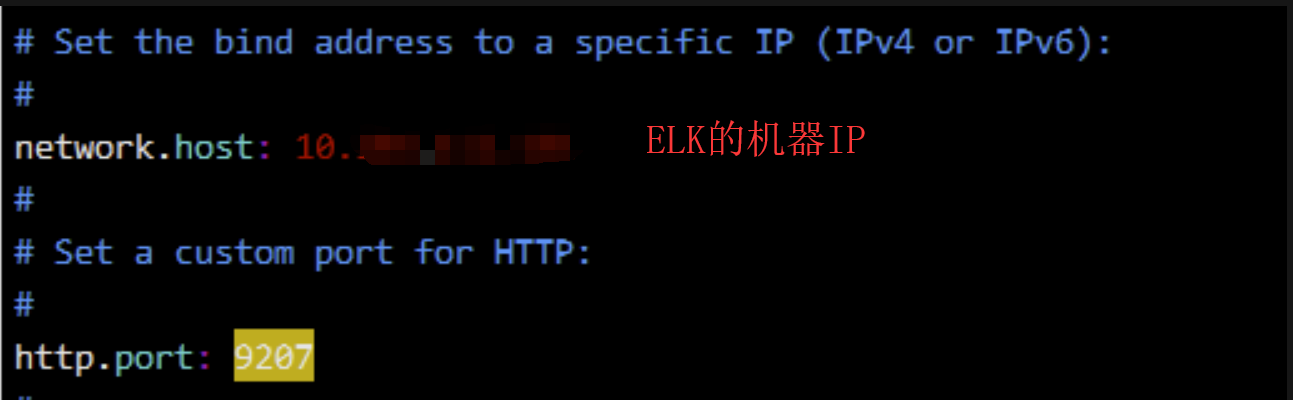 # Set the bind address to a specific IP (IPv4 or IPv6):
#
network.host: 10. ELK的机器IP
#
# Set a custom port for HTTP:
#
http.port: 9207